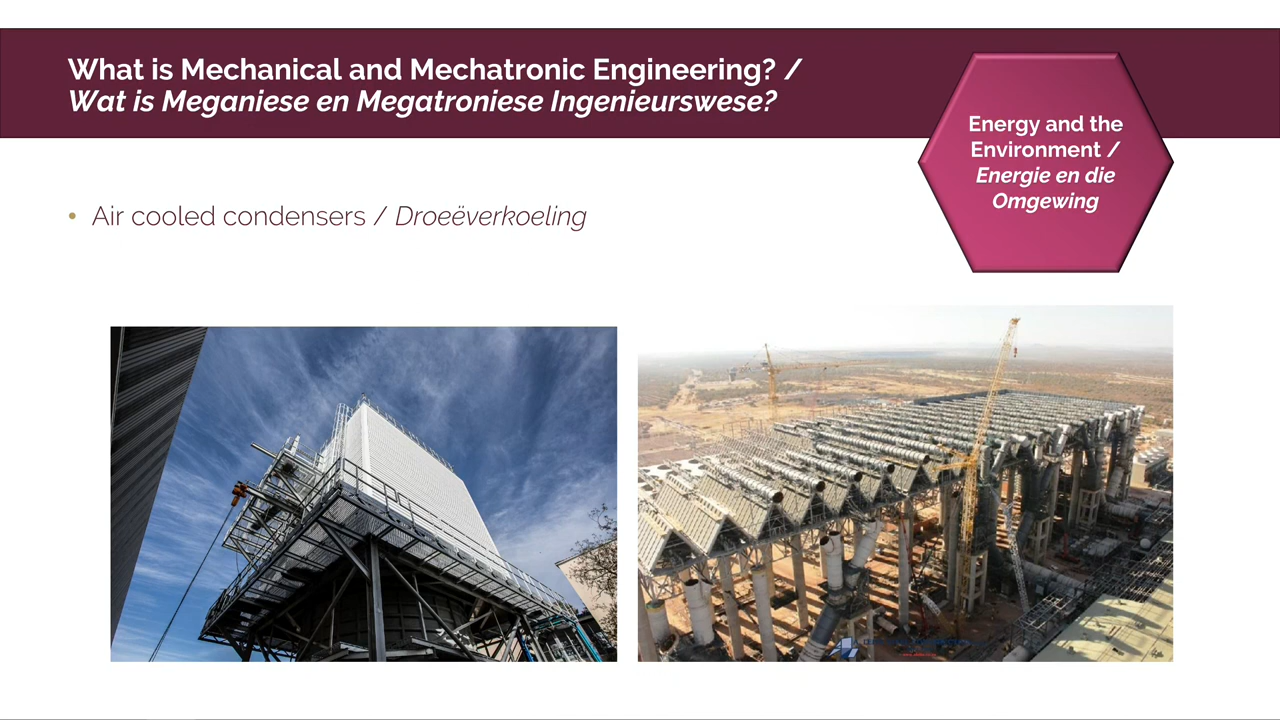 What is Mechanical and Mechatronic Engineering? /
Wat is Meganiese en Megatroniese Ingenieurswese?
Energy and the
Environment /
Energie en die
Omgewing
• Air cooled condensers / Droeëverkoeling